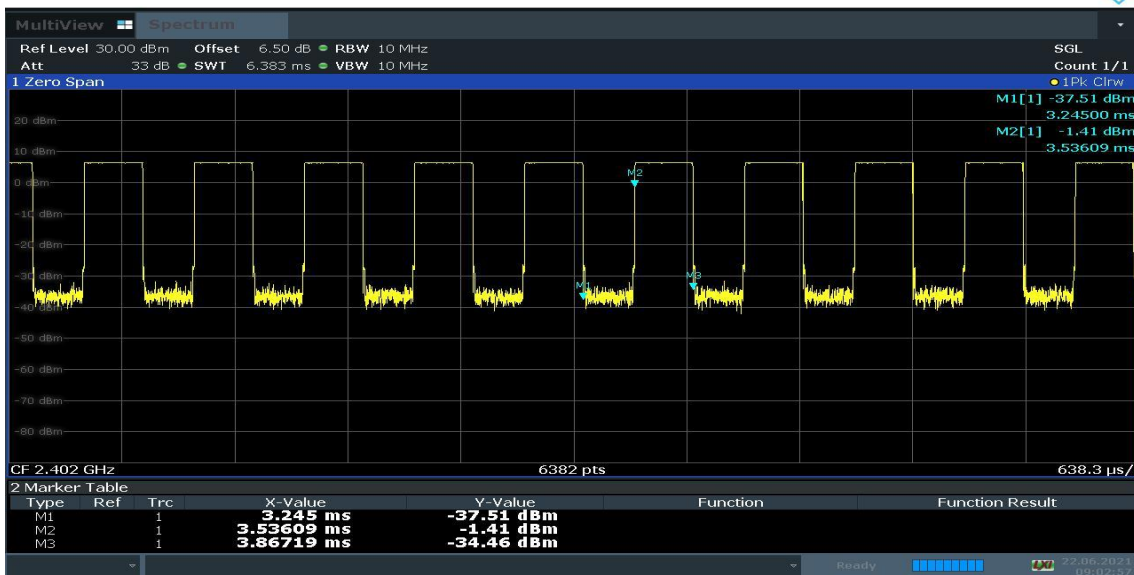 MultiView Spectrum
Ref Level 30.00 dBm Offset 6.50 dB RBW 10 MHz SGL
Att 33 dB SWT 6.383 ms VBW 10 MHz Count 1/1
1 Zero Span 1Pk Clrw
M1[1] -37.51 dBm
3.24500 ms
M2[1] -1.41 dBm
3.53609 ms
20 dBm
10 dBm
0 dBm
M2
-10 dBm
-20 dBm
-30 dBm
M3
M1
-40 dBm
-50 dBm
-60 dBm
-70 dBm
-80 dBm
CF 2.402 GHz 6382 pts 638.3 µs/
2 Marker Table
Type Ref Trc X-Value Y-Value Function Function Result
M1 1 3.245 ms -37.51 dBm
M2 1 3.53609 ms -1.41 dBm
M3 1 3.86719 ms -34.46 dBm
Ready 22.06.2021
09:02:57